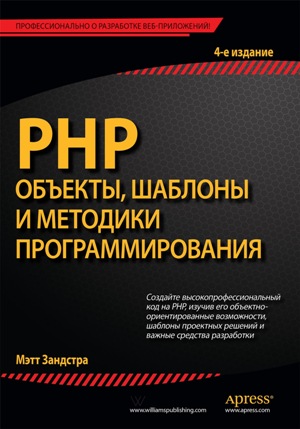 ПРОФЕССИОНАЛЬНО О РАЗРАБОТКЕ ВЕБ-ПРИЛОЖЕНИЙ!
4-е издание
PHP
ОБЪЕКТЫ, ШАБЛОНЫ
И МЕТОДИКИ
ПРОГРАММИРОВАНИЯ
Создайте высокопрофессиональный
код на PHP, изучив его объектно-
ориентированные возможности,
шаблоны проектных решений и
важные средства разработки
Мэтт Зандстра
www.williamspublishing.com
Apress®
www.apress.com